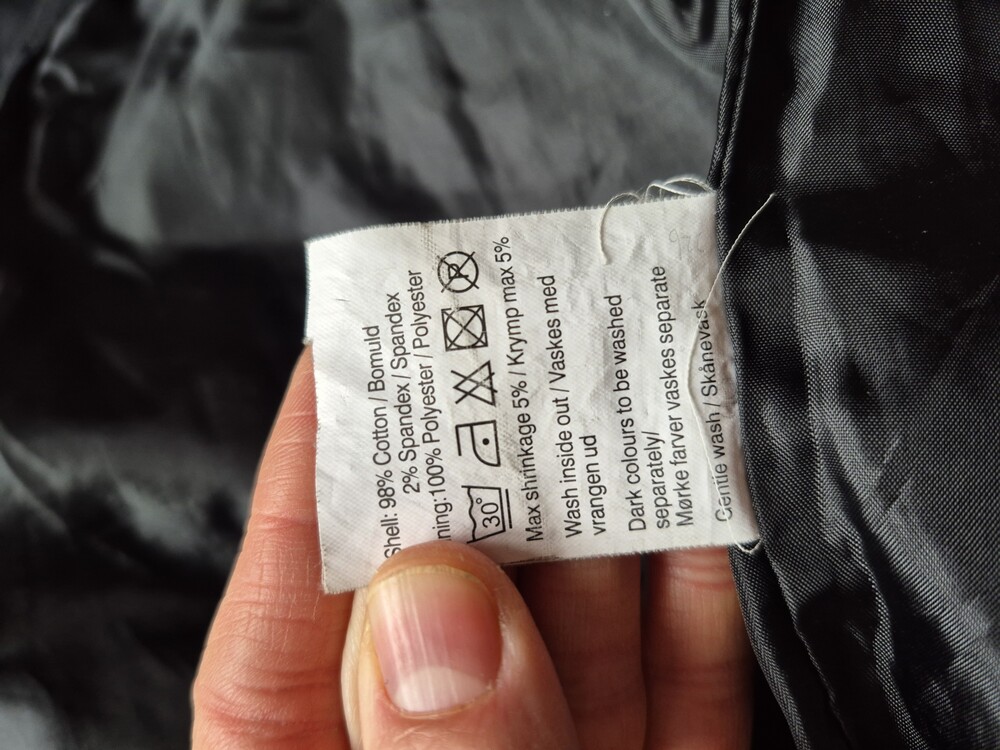 Shell: 98% Cotton / Bomuld
2% Spandex / Spandex
ning:100% Polyester / Polyester
30° P
Max shrinkage 5% / Krymp max 5%
Wash inside out / Vaskes med
vrangen ud
Dark colours to be washed
separately/
Mørke farver vaskes separate
Gentle wash / Skånevask